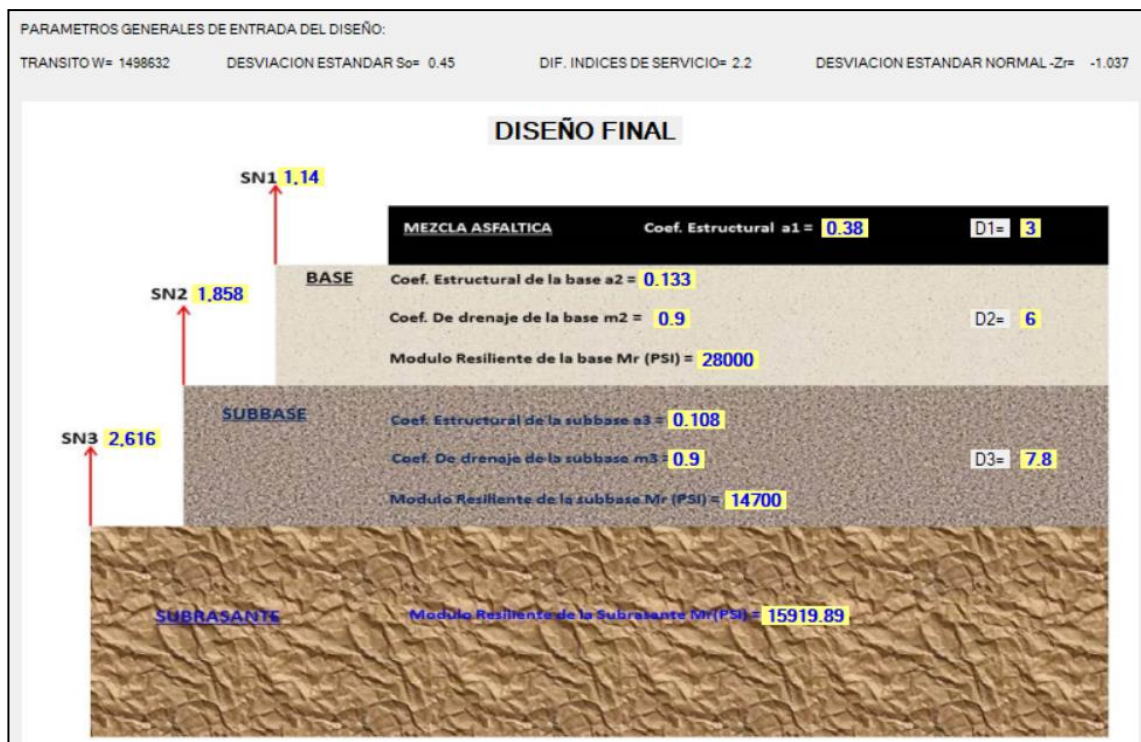 PARAMETROS GENERALES DE ENTRADA DEL DISEÑO:
TRANSITO W= 1498632 DESVIACION ESTANDAR So= 0.45 DIF. INDICES DE SERVICIO= 2.2 DESVIACION ESTANDAR NORMAL -Zr= -1.037
DISEÑO FINAL
SN1 1,14
MEZCLA ASFALTICA Coef. Estructural a1 = 0.38 D1= 3
BASE Coef. Estructural de la base a2 = 0.133
SN2 1,858
Coef. De drenaje de la base m2 = 0.9 D2= 6
Modulo Resiliente de la base Mr (PSI) = 28000
SUBBASE Coef. Estructural de la subbase a3 = 0.108
SN3 2,616
Coef. De drenaje de la subbase m3 = 0.9 D3= 7.8
Modulo Resiliente de la subbase Mr (PSI) = 14700
SUBRASANTE Modulo Resiliente de la Subrasante Mr(PSI) = 15919.89